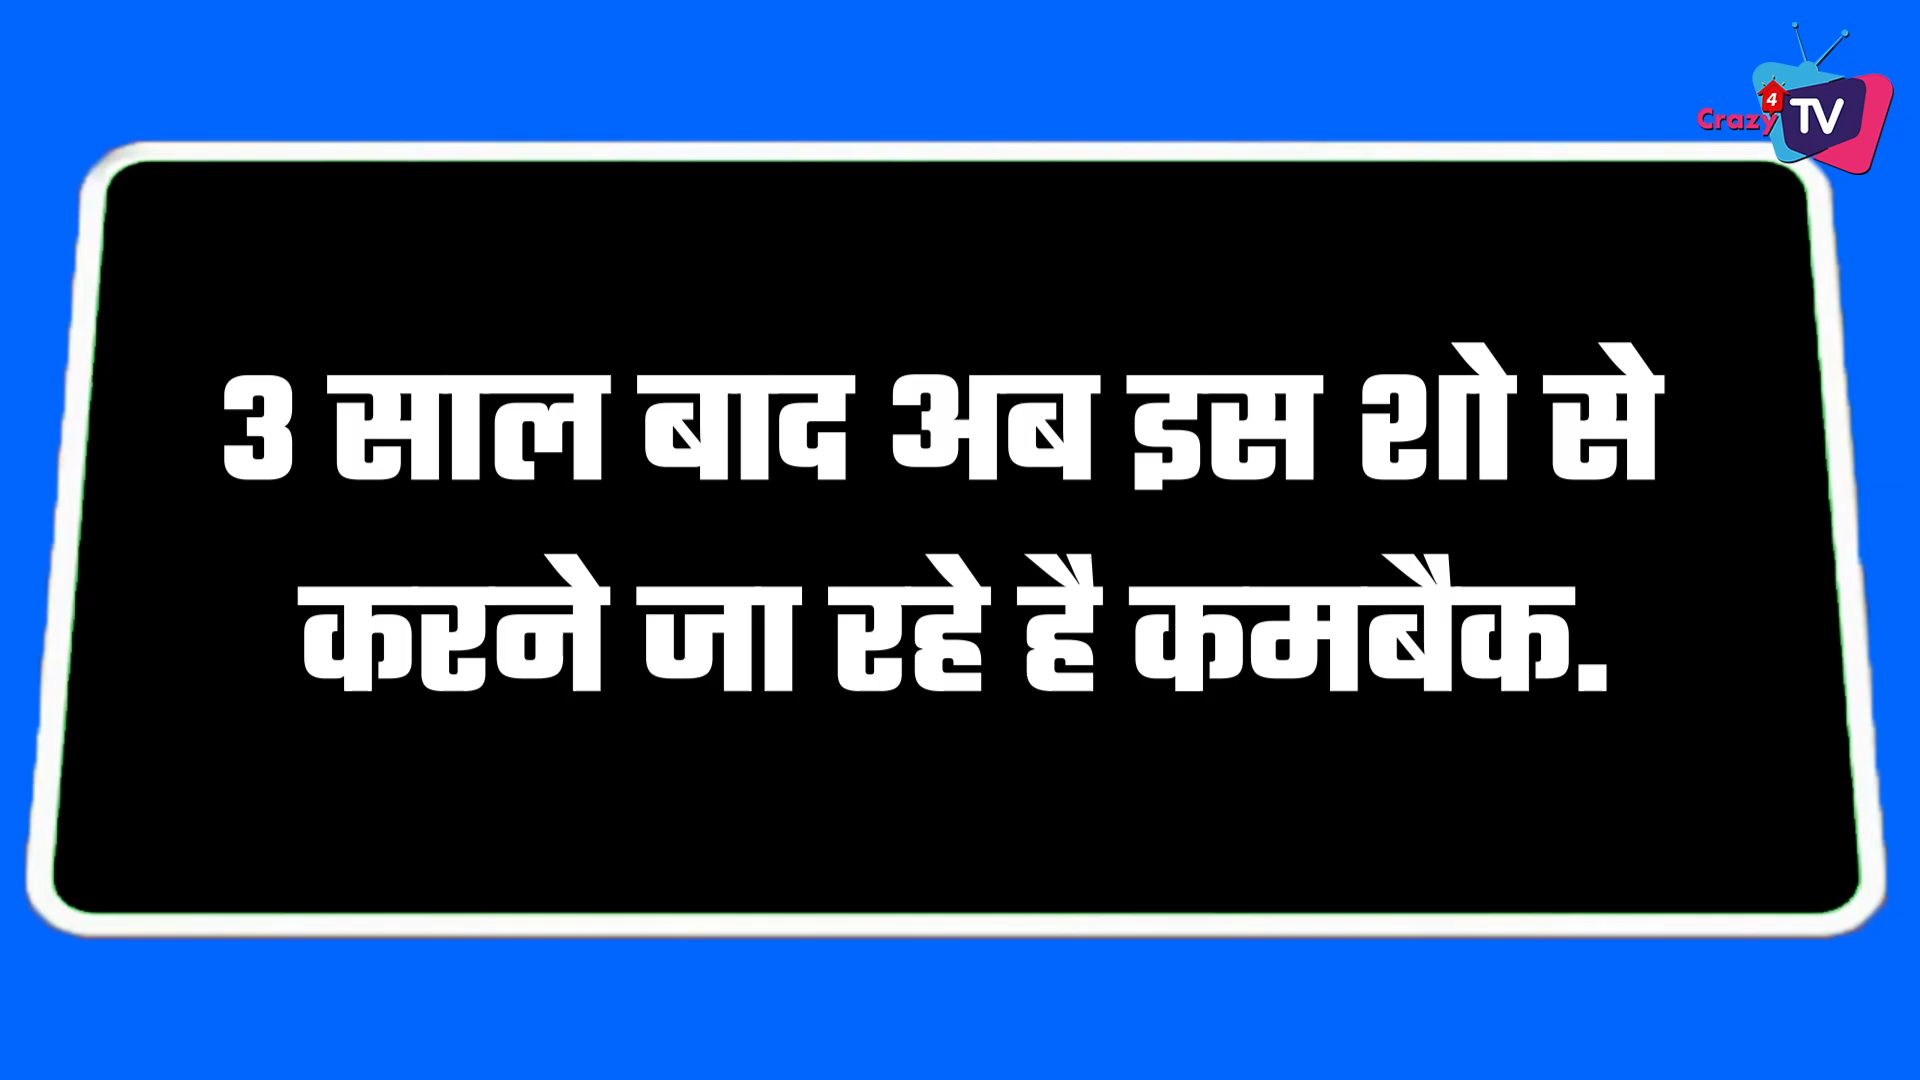 Crazy 4 TV
3 साल बाद अब इस शो से
करने जा रहे है कमबैक.